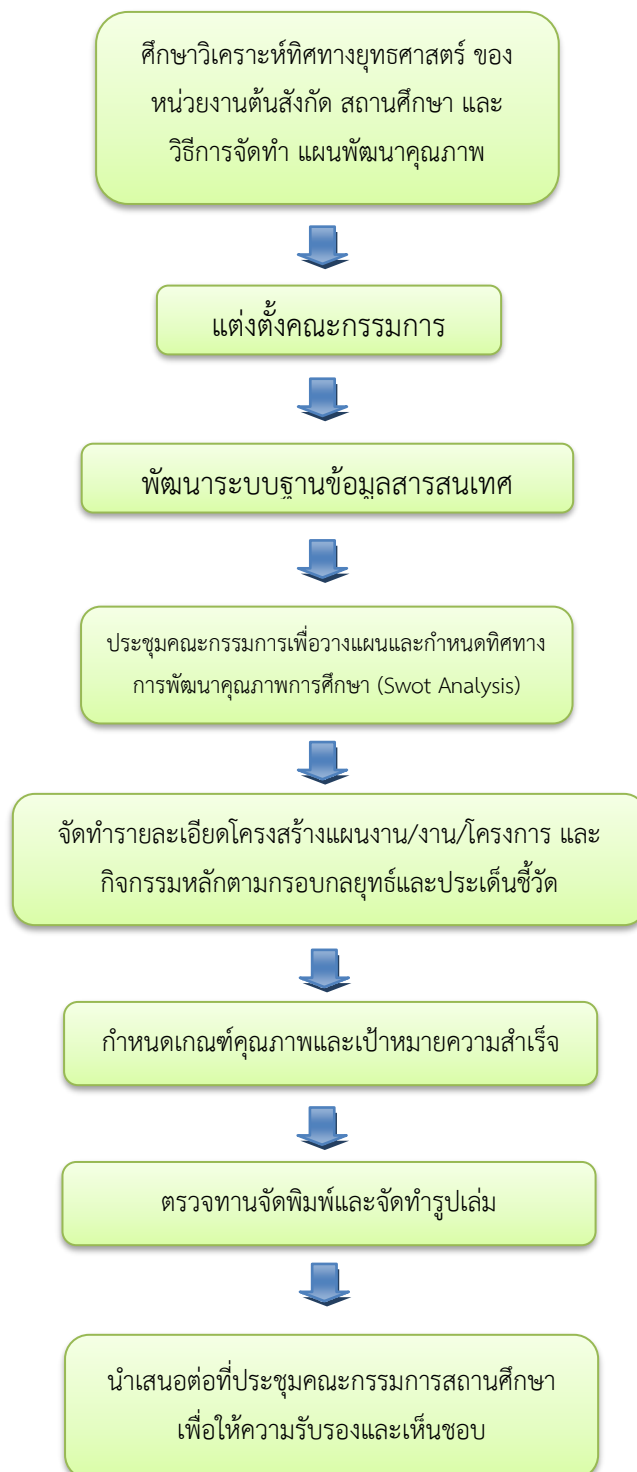 ศึกษาวิเคราะห์ทิศทางยุทธศาสตร์ ของ
หน่วยงานต้นสังกัด สถานศึกษา และ
วิธีการจัดทำ แผนพัฒนาคุณภาพ
แต่งตั้งคณะกรรมการ
พัฒนาระบบฐานข้อมูลสารสนเทศ
ประชุมคณะกรรมการเพื่อวางแผนและกำหนดทิศทาง
การพัฒนาคุณภาพการศึกษา (Swot Analysis)
จัดทำรายละเอียดโครงสร้างแผนงาน/งาน/โครงการ และ
กิจกรรมหลักตามกรอบกลยุทธ์และประเด็นชี้วัด
กำหนดเกณฑ์คุณภาพและเป้าหมายความสำเร็จ
ตรวจทานจัดพิมพ์และจัดทำรูปเล่ม
นำเสนอต่อที่ประชุมคณะกรรมการสถานศึกษา
เพื่อให้ความรับรองและเห็นชอบ